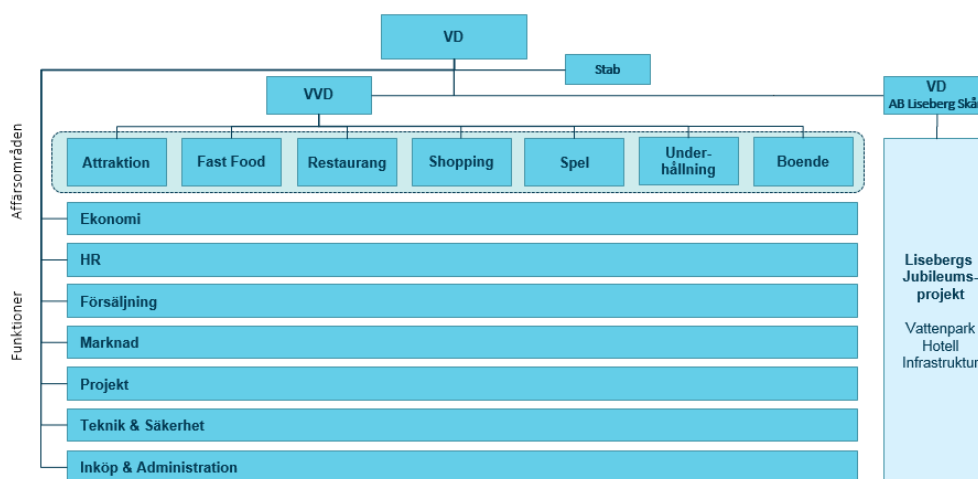 VD
Stab
VVD
VD
AB Liseberg Skår
Affärsområden
Attraktion
Fast Food
Restaurang
Shopping
Spel
Under-
hållning
Boende
Funktioner
Ekonomi
HR
Försäljning
Marknad
Projekt
Teknik & Säkerhet
Inköp & Administration
Lisebergs
Jubileums-
projekt
Vattenpark
Hotell
Infrastruktur